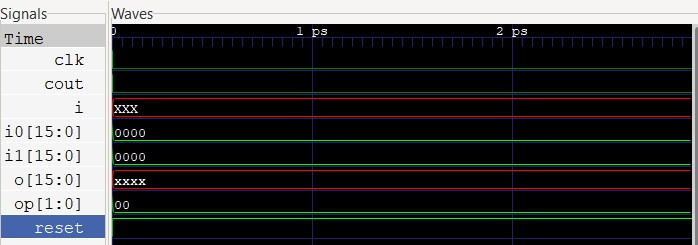 Signals Waves
Time 0 1 ps 2 ps
clk
cout
i xxx
i0[15:0] 0000
i1[15:0] 0000
o[15:0] xxxx
op[1:0] 00
reset